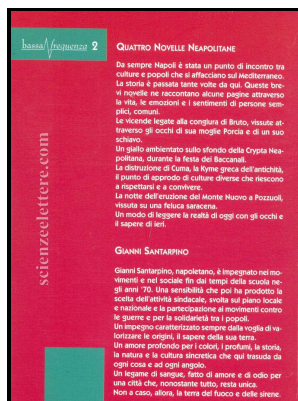 bassa frequenza 2
QUATTRO NOVELLE NEAPOLITANE
Da sempre Napoli è stata un punto di incontro tra
culture e popoli che si affacciano sul Mediterraneo.
La storia è passata tante volte da qui. Queste bre-
vi novelle ne raccontano alcune pagine attraverso
la vita, le emozioni e i sentimenti di persone sem-
plici, comuni.
Le vicende legate alla congiura di Bruto, vissute at-
traverso gli occhi di sua moglie Porcia e di un suo
schiavo.
Un giallo ambientato sullo sfondo della Crypta Nea-
politana, durante la festa dei Baccanali.
La distruzione di Cuma, la Kyme greca dell'antichità,
il punto di approdo di culture diverse che riescono
a rispettarsi e a convivere.
La notte dell'eruzione del Monte Nuovo a Pozzuoli,
vissuta su una feluca saracena.
Un modo di leggere la realtà di oggi con gli occhi e
il sapere di ieri.
GIANNI SANTARPINO
Gianni Santarpino, napoletano, è impegnato nei mo-
vimenti e nel sociale fin dai tempi della scuola ne-
gli anni '70. Una sensibilità che poi ha prodotto la
scelta dell'attività sindacale, svolta sul piano locale
e nazionale e la partecipazione ai movimenti contro
le guerre e per la solidarietà tra i popoli.
Un impegno caratterizzato sempre dalla voglia di va-
lorizzare le origini, il sapere della sua terra.
Un amore profondo per i colori, i profumi, la storia,
la natura e la cultura sincretica che qui trasuda da
ogni cosa e ad ogni angolo.
Un legame di sangue, fatto di amore e di odio per
una città che, nonostante tutto, resta unica.
Non a caso, allora, la terra del fuoco e delle sirene.
scienzeelettere.com